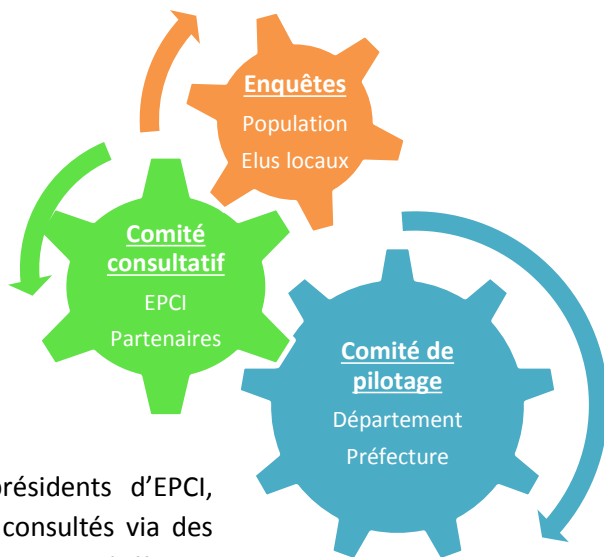 Enquêtes
Population
Elus locaux
Comité
consultatif
EPCI
Partenaires
Comité de
pilotage
Département
Préfecture
résidents d’EPCI,
consultés via des